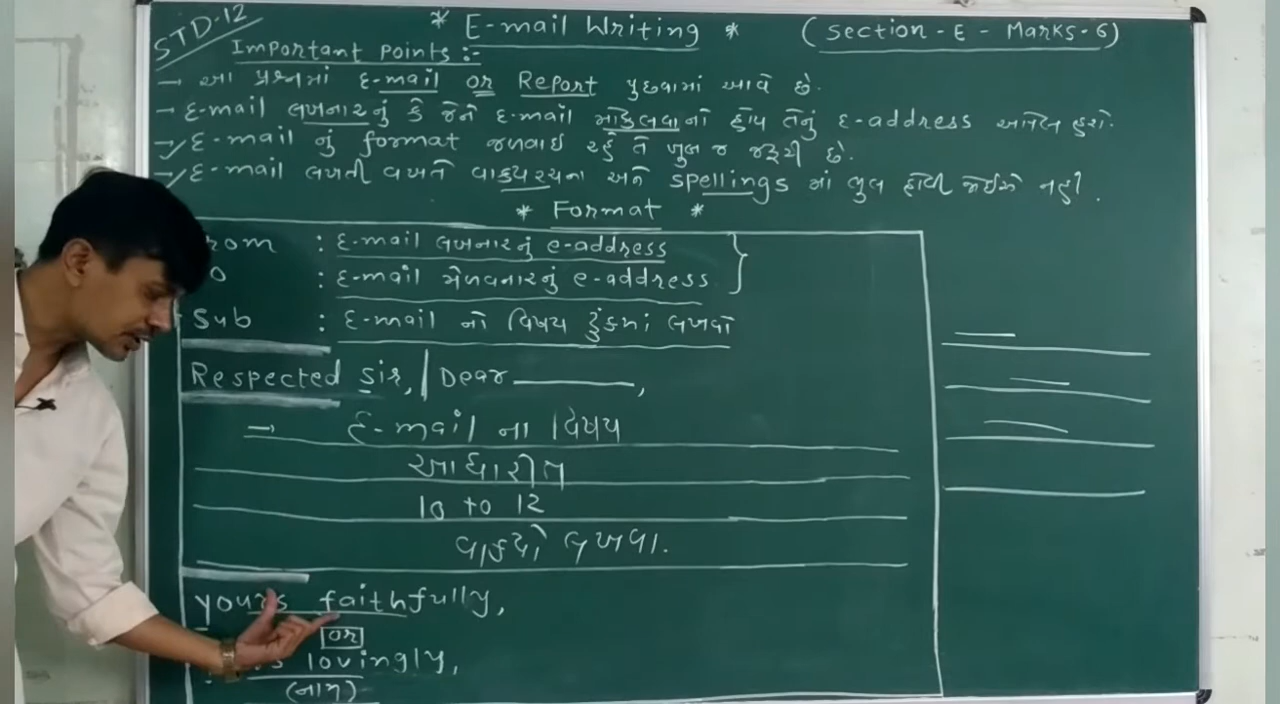 STD-12
* E-mail Writing * (Section - E - Marks-6)
Important Points :-
→ આ પ્રશ્નમાં E-mail or Report પુછવામાં આવે છે.
→ E-mail લખનારનું કે જેને E-mail મોકલવાનો હોય તેનું E-address આપેલ હશે.
→ E-mail નું format જળવાઈ રહે તે ખુબ જ જરૂરી છે.
→ E-mail લખતી વખતે વાક્યરચના અને spellings માં ભુલ હોવી જોઈએ નહી.
* Format *
rom : E-mail લખનારનું e-address
o : E-mail મેળવનારનું e-address
Sub : E-mail નો વિષય ટુંકમાં લખવો
Respected sir, / Dear ______,
→ E-mail ના વિષય
આધારીત
10 to 12
વાક્યો લખવા.
yours faithfully,
or
s lovingly,
(નામ)